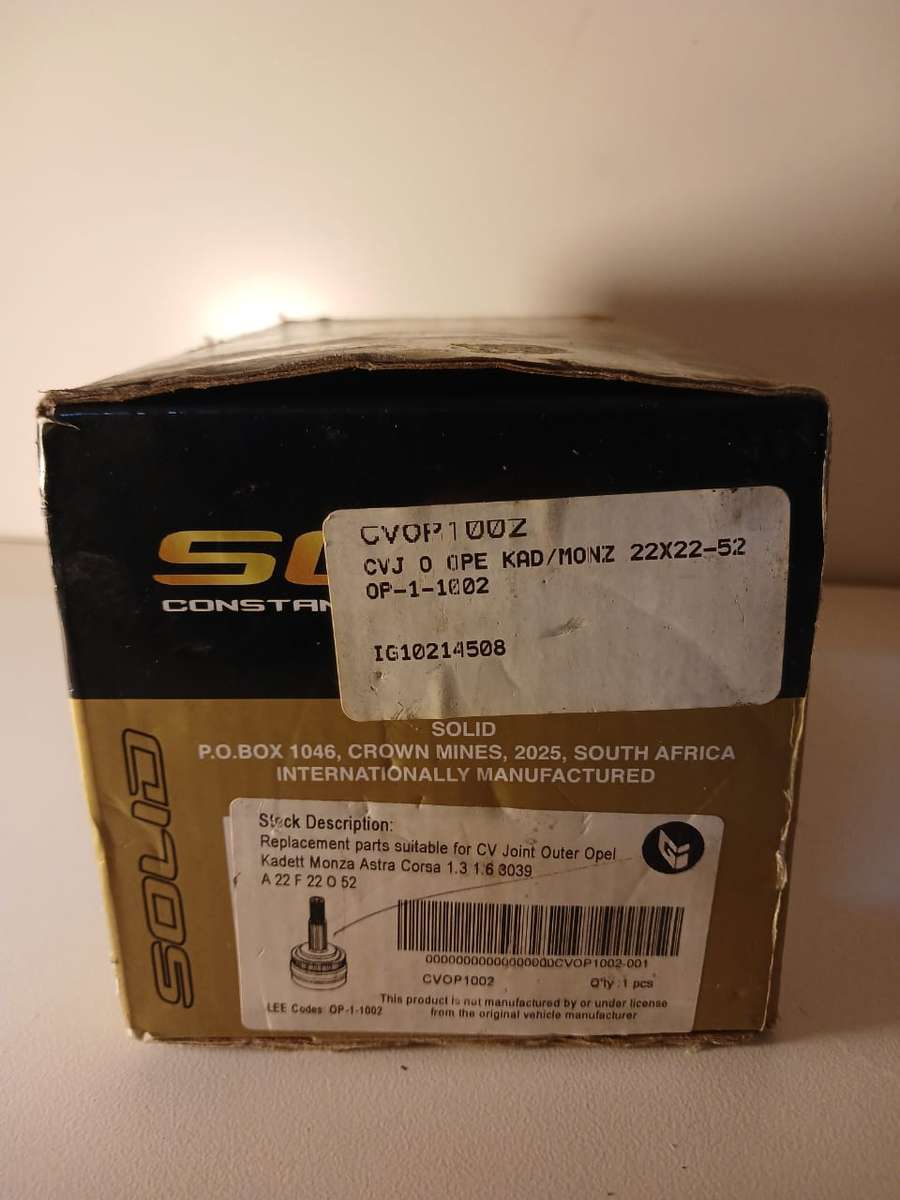 CVOP1002
CVJ O OPE KAD/MONZ 22X22-52
OP-1-1002
IG10214508
SO
CONSTAN
SOLID
P.O.BOX 1046, CROWN MINES, 2025, SOUTH AFRICA
INTERNATIONALLY MANUFACTURED
SOLID
Stock Description:
Replacement parts suitable for CV Joint Outer Opel
Kadett Monza Astra Corsa 1.3 1.6 3039
A 22 F 22 O 52
000000000000000000CVOP1002-001
CVOP1002 Q'ty :1 pcs
LEE Codes: OP-1-1002
This product is not manufactured by or under license
from the original vehicle manufacturer